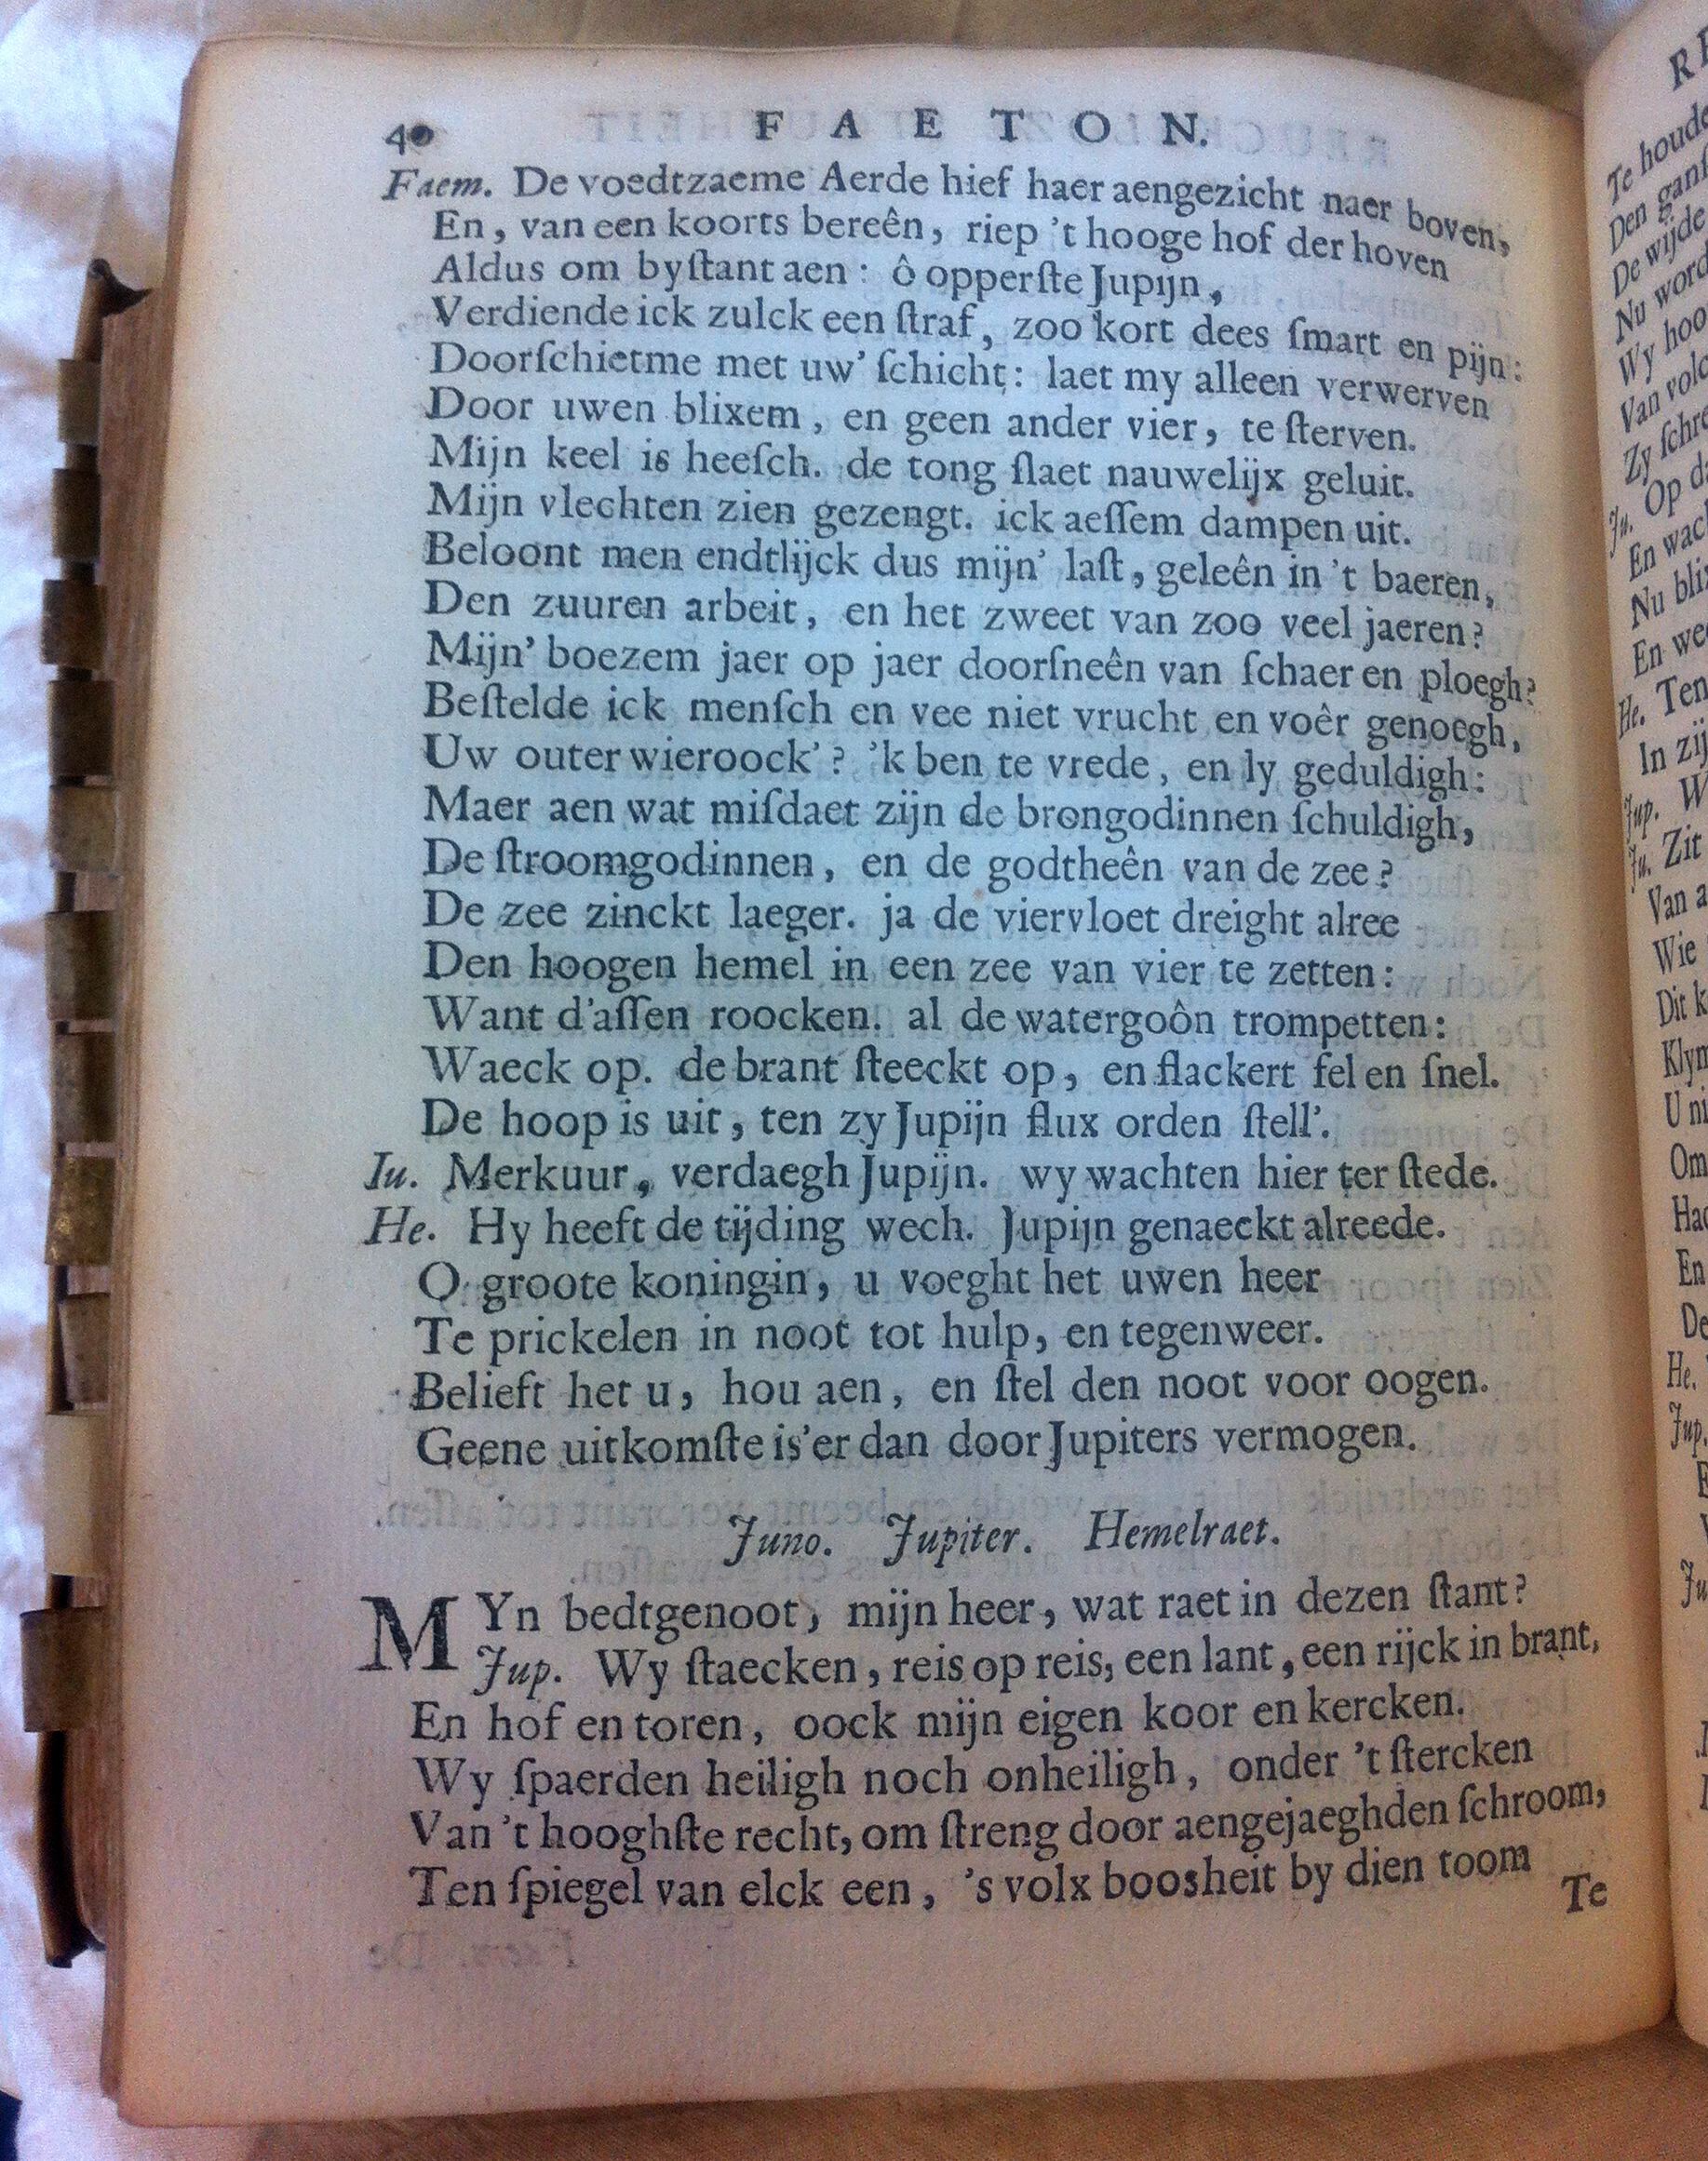 40 FAETON.
Faem. De voedtzaeme Aerde hief haer aengezicht naer boven,
En, van een koorts bereên, riep 't hooge hof der hoven
Aldus om byſtant aen: ô opperſte Jupijn,
Verdiende ick zulck een ſtraf, zoo kort dees ſmart en pijn:
Doorſchietme met uw' ſchicht: laet my alleen verwerven
Door uwen blixem, en geen ander vier, te ſterven.
Mijn keel is heeſch. de tong ſlaet nauwelijx geluit.
Mijn vlechten zien gezengt. ick aeſſem dampen uit.
Beloont men endtlijck dus mijn' laſt, geleên in 't baeren,
Den zuuren arbeit, en het zweet van zoo veel jaeren?
Mijn' boezem jaer op jaer doorſneên van ſchaer en ploegh?
Beſtelde ick menſch en vee niet vrucht en voêr genoegh,
Uw outer wieroock'? 'k ben te vrede, en ly geduldigh:
Maer aen wat miſdaet zijn de brongodinnen ſchuldigh,
De ſtroomgodinnen, en de godtheên van de zee?
De zee zinckt laeger. ja de viervloet dreight alree
Den hoogen hemel in een zee van vier te zetten:
Want d'aſſen roocken. al de watergoôn trompetten:
Waeck op. de brant ſteeckt op, en flackert fel en ſnel.
De hoop is uit, ten zy Jupijn flux orden ſtell'.
Iu. Merkuur, verdaegh Jupijn. wy wachten hier ter ſtede.
He. Hy heeft de tijding wech. Jupijn genaeckt alreede.
O groote koningin, u voeght het uwen heer
Te prickelen in noot tot hulp, en tegenweer.
Belieft het u, hou aen, en ſtel den noot voor oogen.
Geene uitkomſte is'er dan door Jupiters vermogen.
Juno. Jupiter. Hemelraet.
MYn bedtgenoot, mijn heer, wat raet in dezen ſtant?
Jup. Wy ſtaecken, reis op reis, een lant, een rijck in brant,
En hof en toren, oock mijn eigen koor en kercken.
Wy ſpaerden heiligh noch onheiligh, onder 't ſtercken
Van 't hooghſte recht, om ſtreng door aengejaeghden ſchroom,
Ten ſpiegel van elck een, 's volx boosheit by dien toom
Te